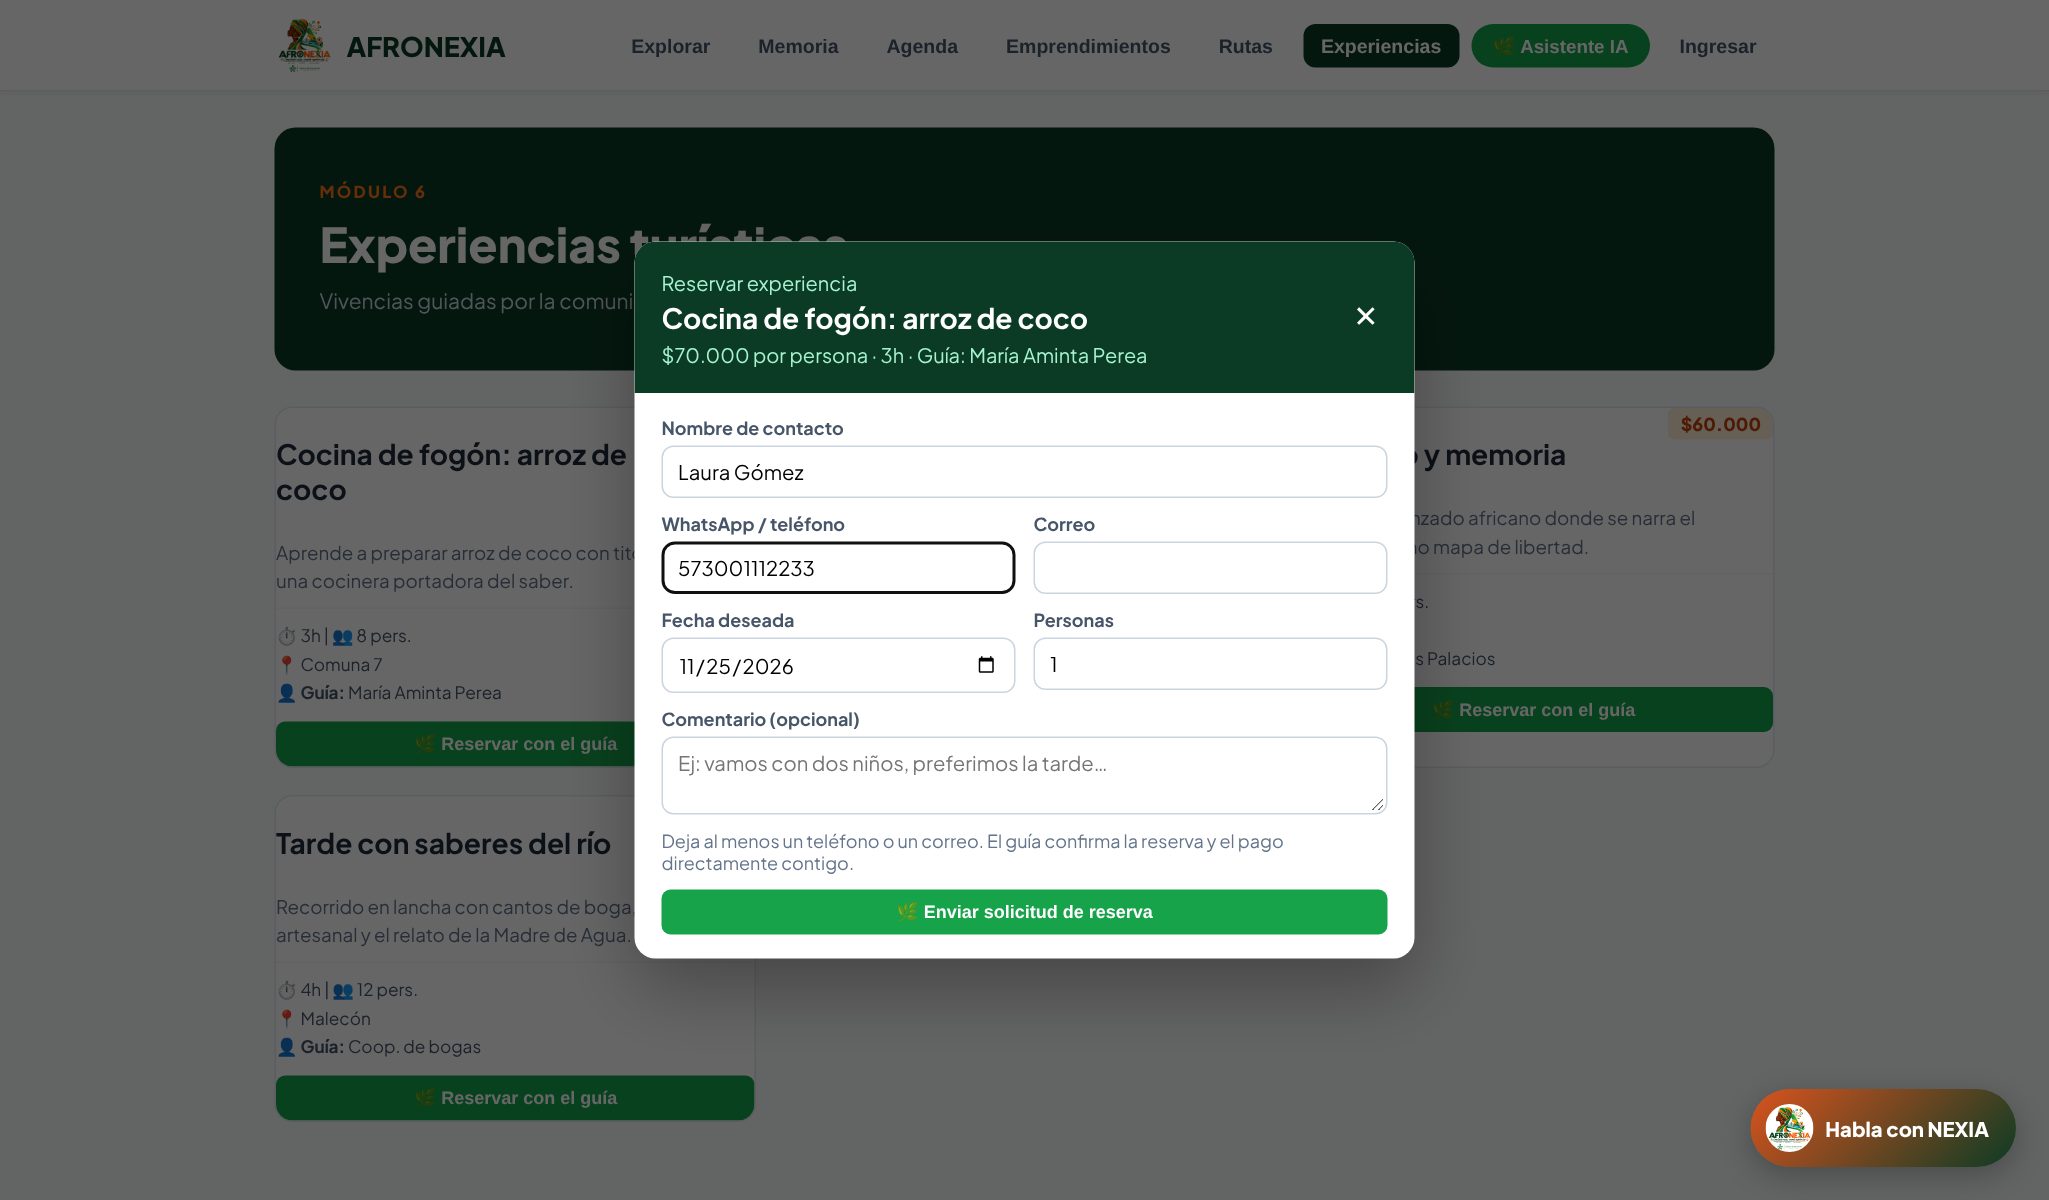 AFRONEXIA
Explorar
Memoria
Agenda
Emprendimientos
Rutas
Experiencias
Asistente IA
Ingresar
MÓDULO 6
Experiencias turísticas
Vivencias guiadas por la comuni
Reservar experiencia
Cocina de fogón: arroz de coco
$70.000 por persona · 3h · Guía: María Aminta Perea
Nombre de contacto
Laura Gómez
WhatsApp / teléfono
573001112233
Correo
Fecha deseada
11/25/2026
Personas
1
Comentario (opcional)
Ej: vamos con dos niños, preferimos la tarde...
Deja al menos un teléfono o un correo. El guía confirma la reserva y el pago
directamente contigo.
Enviar solicitud de reserva
Cocina de fogón: arroz de
coco
Aprende a preparar arroz de coco con
una cocinera portadora del saber.
3h | 8 pers.
Comuna 7
Guía: María Aminta Perea
Reservar con el guía
$60.000
y memoria
africano donde se narra el
mapa de libertad.
Palacios
Reservar con el guía
Tarde con saberes del río
Recorrido en lancha con cantos de boga,
artesanal y el relato de la Madre de Agua.
4h | 12 pers.
Malecón
Guía: Coop. de bogas
Reservar con el guía
Habla con NEXIA